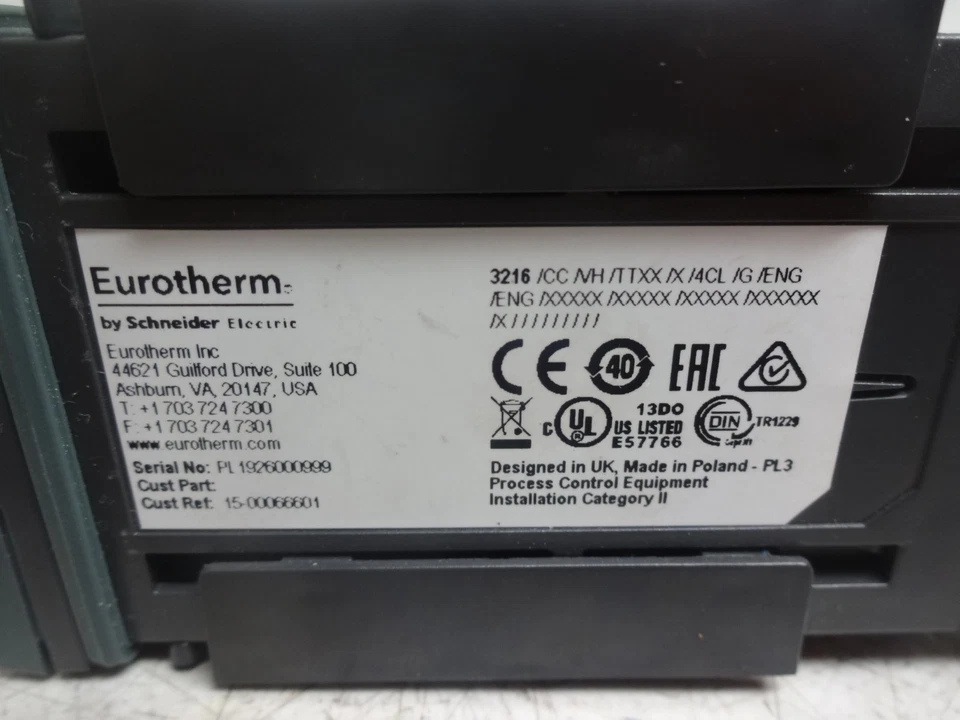 Eurotherm
by Schneider Electric
Eurotherm Inc
44621 Guilford Drive, Suite 100
Ashburn, VA, 20147, USA
T: +1 703 724 7300
F: +1 703 724 7301
www.eurotherm.com
Serial No: PL1926000999
Cust Part:
Cust Ref: 15-00066601
3216 /CC /VH /TTXX /X /4CL /G /ENG
/ENG /XXXXX /XXXXX /XXXXX /XXXXXX
/X / / / / / / / / /
CE 40 EAC
C UL US LISTED 13DO
E57766
DIN TR1229
Designed in UK, Made in Poland - PL3
Process Control Equipment
Installation Category II